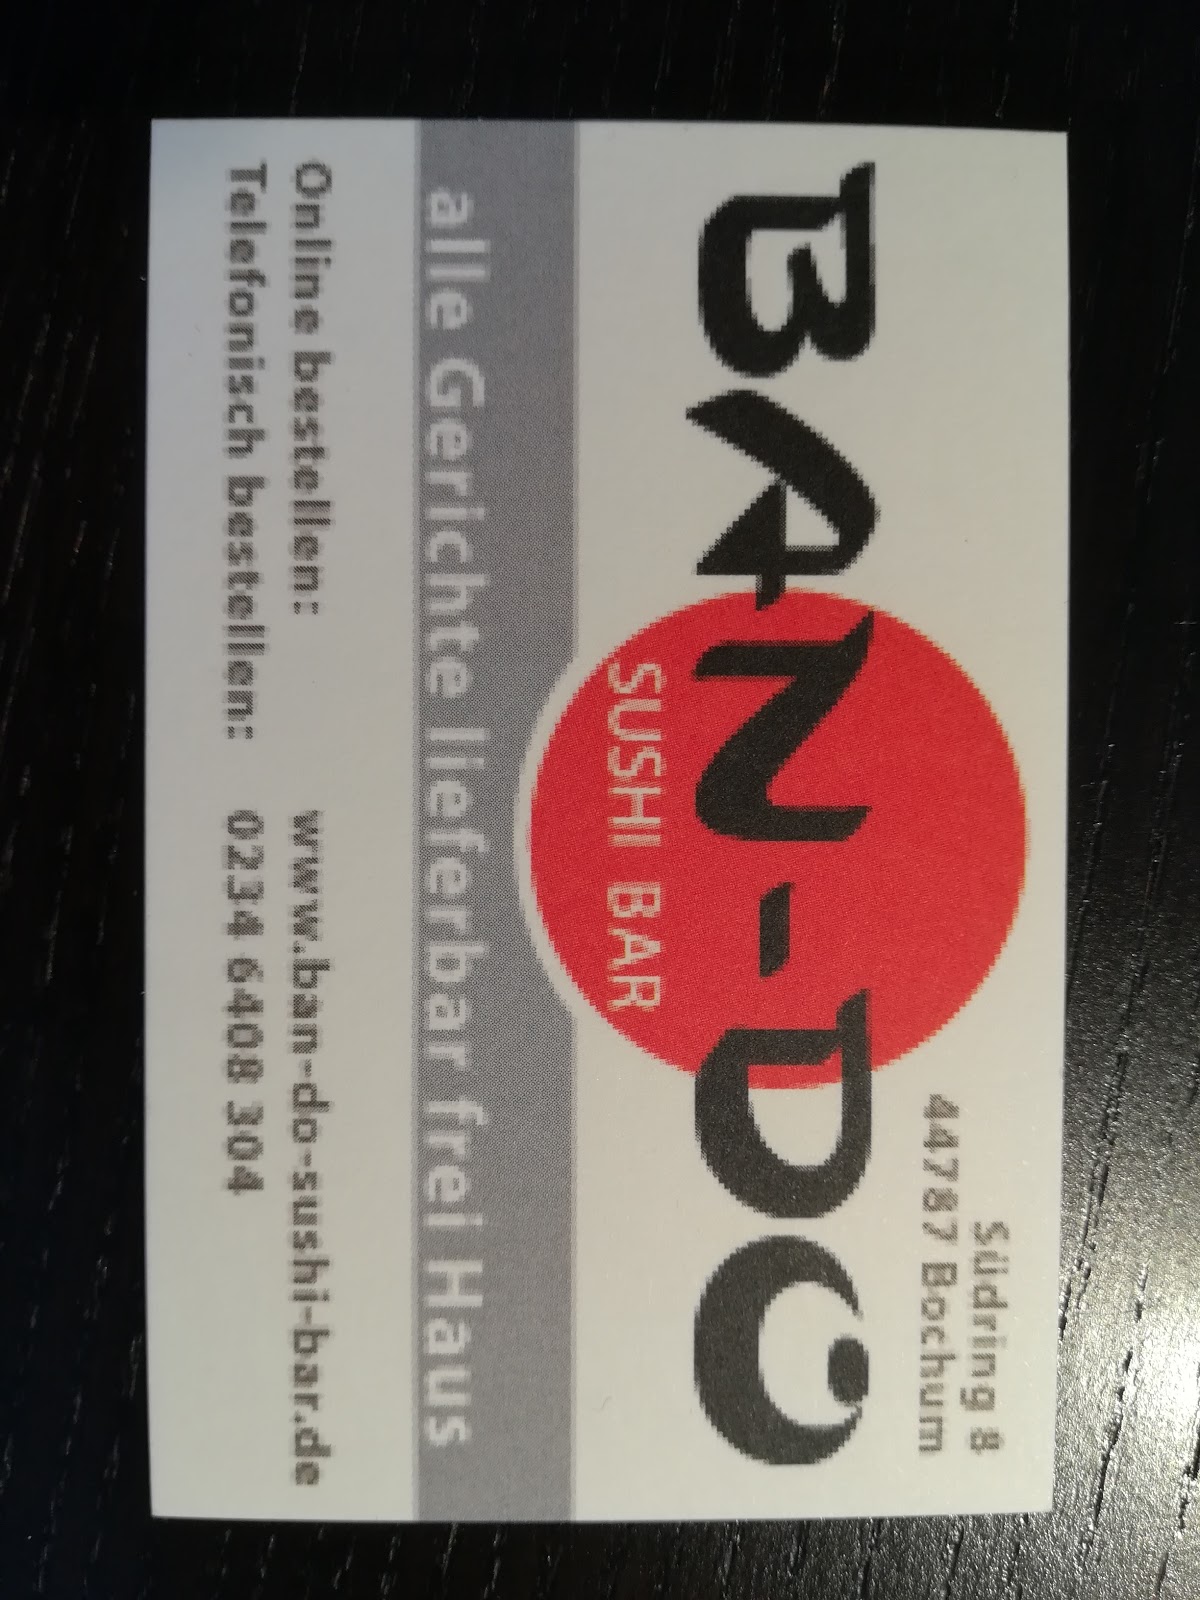 Südring 8
44787 Bochum
BAN-DO
SUSHI BAR
alle Gerichte lieferbar frei Haus
Online bestellen: www.ban-do-sushi-bar.de
Telefonisch bestellen: 0234 6408 304